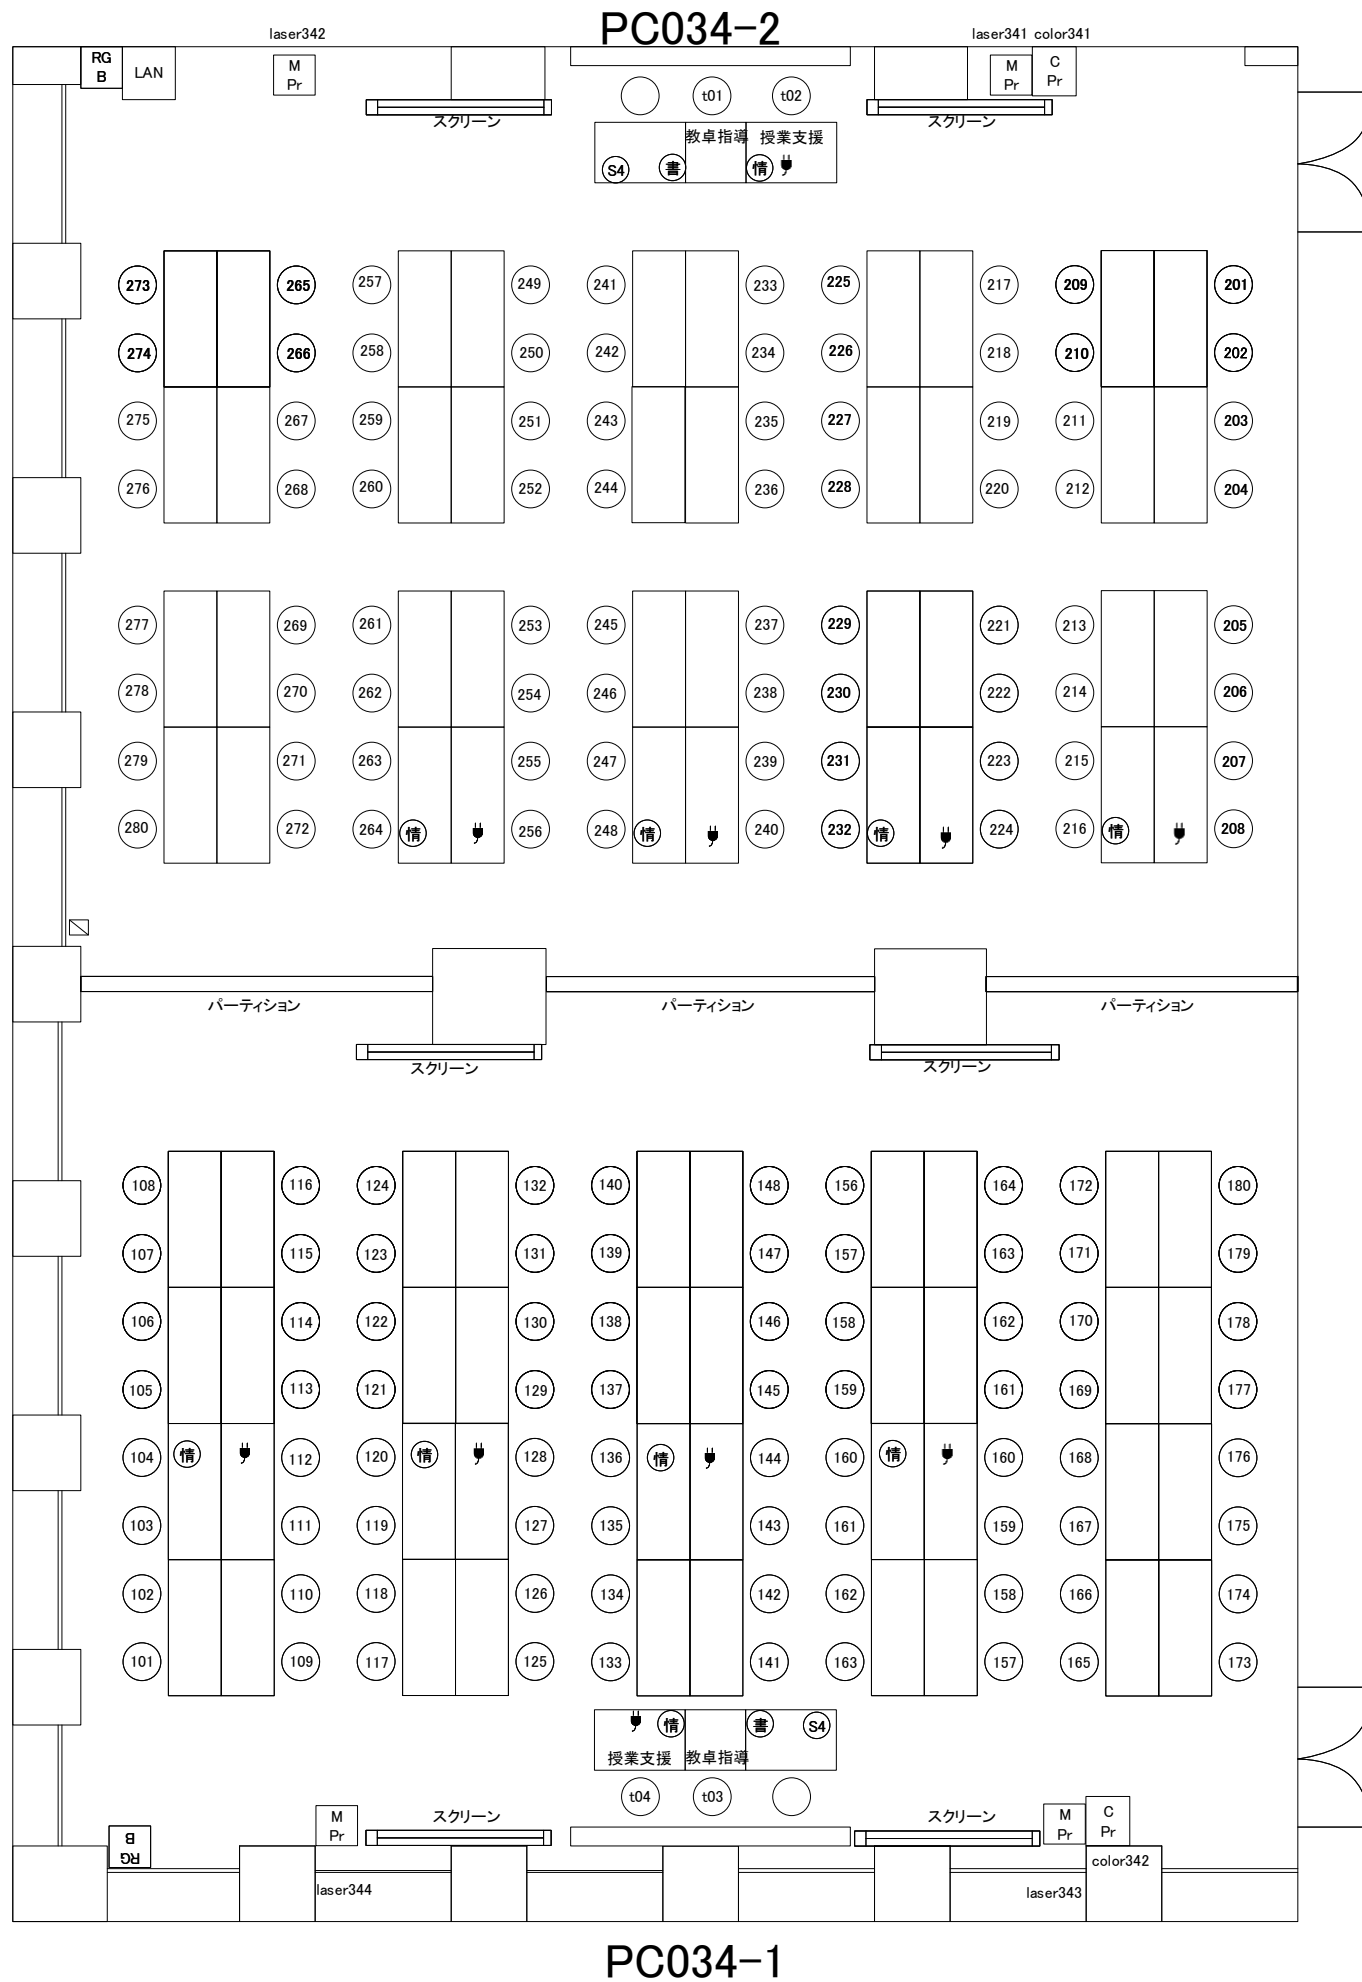 PC034-2
laser342
laser341 color341
RG
B
LAN
M
Pr
M
Pr
C
Pr
スクリーン
t01
t02
スクリーン
教卓指導 授業支援
S4 書 情
273 265 257 249 241 233 225 217 209 201
274 266 258 250 242 234 226 218 210 202
275 267 259 251 243 235 227 219 211 203
276 268 260 252 244 236 228 220 212 204
277 269 261 253 245 237 229 221 213 205
278 270 262 254 246 238 230 222 214 206
279 271 263 255 247 239 231 223 215 207
280 272 264 情 256 248 情 240 232 情 224 216 情 208
パーティション パーティション パーティション
スクリーン スクリーン
108 116 124 132 140 148 156 164 172 180
107 115 123 131 139 147 157 163 171 179
106 114 122 130 138 146 158 162 170 178
105 113 121 129 137 145 159 161 169 177
104 情 112 120 情 128 136 情 144 160 情 160 168 176
103 111 119 127 135 143 161 159 167 175
102 110 118 126 134 142 162 158 166 174
101 109 117 125 133 141 163 157 165 173
情 書 S4
授業支援 教卓指導
t04 t03
M
Pr
スクリーン
スクリーン
M
Pr
C
Pr
RG
B
color342
laser344
laser343
PC034-1